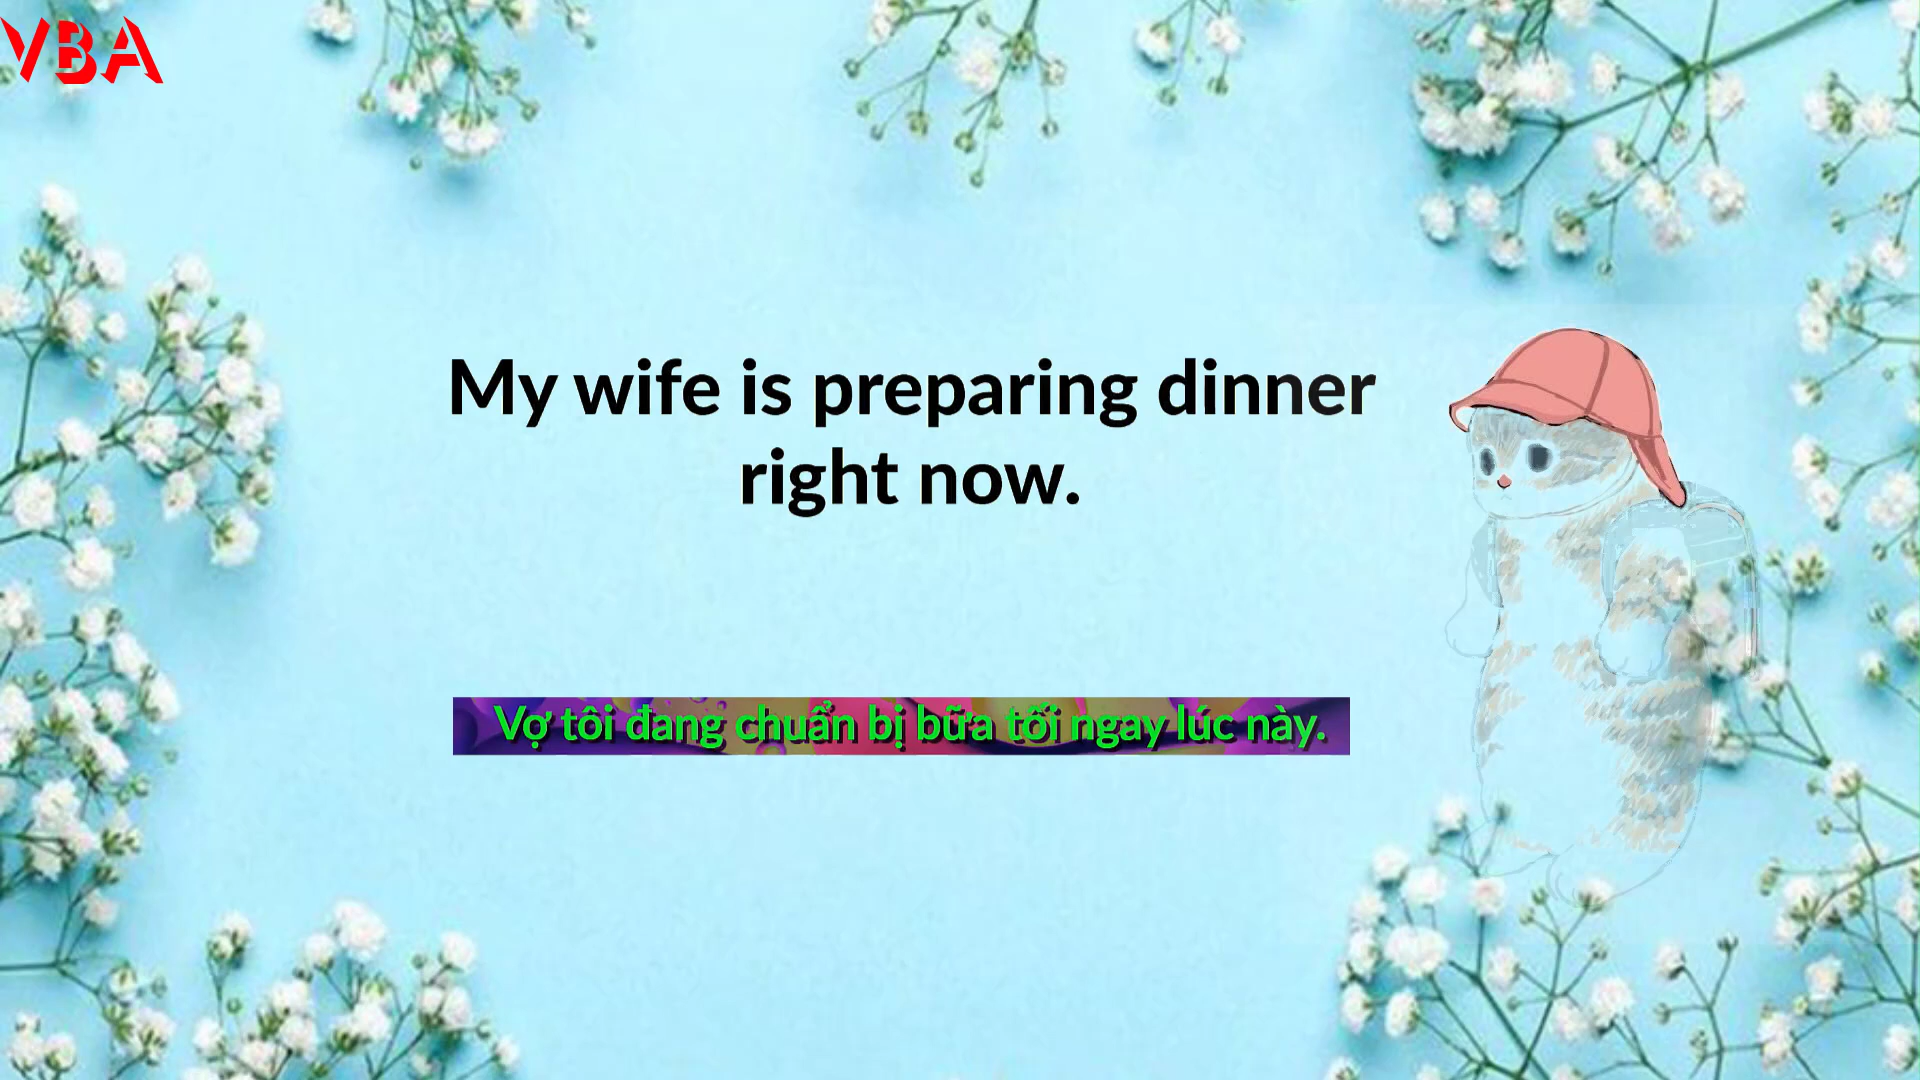 VBA
My wife is preparing dinner
right now.
Vợ tôi đang chuẩn bị bữa tối ngay lúc này.